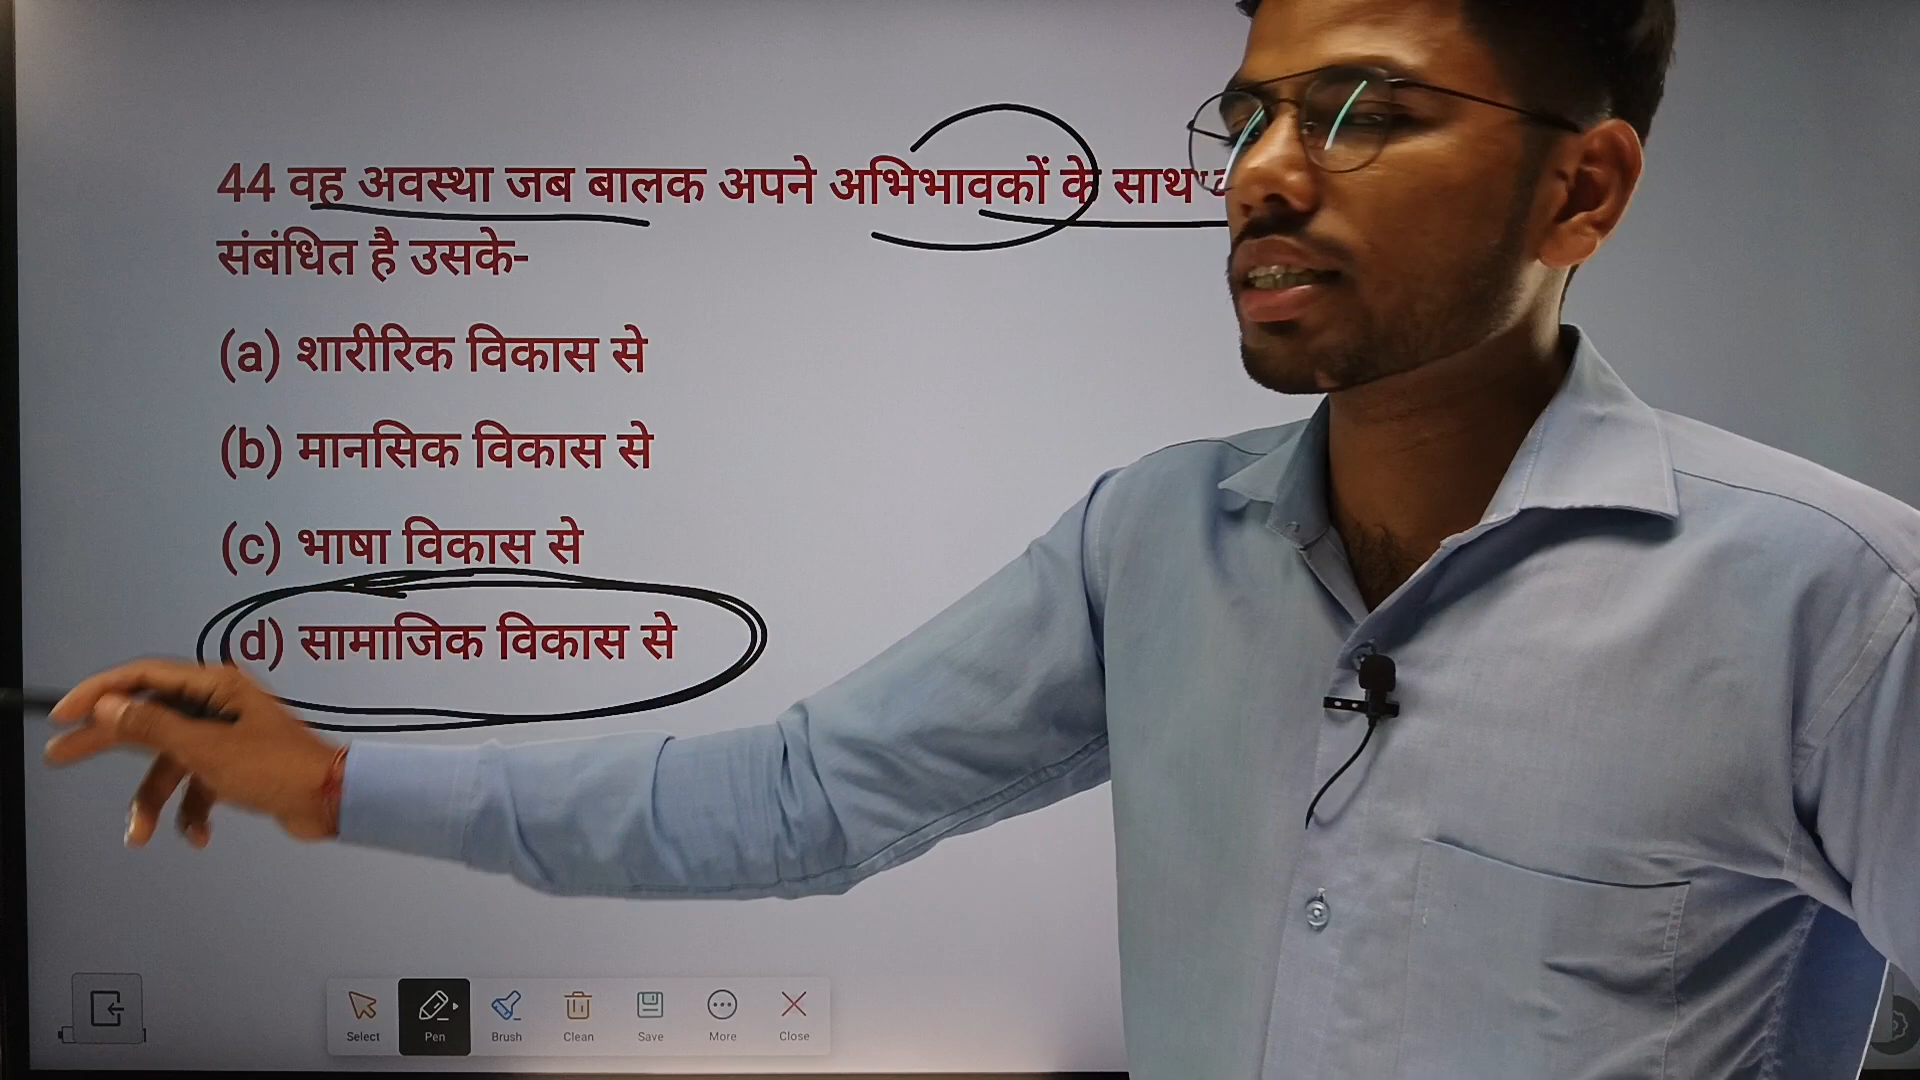 44 वह अवस्था जब बालक अपने अभिभावकों के साथ
संबंधित है उसके-
(a) शारीरिक विकास से
(b) मानसिक विकास से
(c) भाषा विकास से
(d) सामाजिक विकास से
Select Pen Brush Clean Save More Close